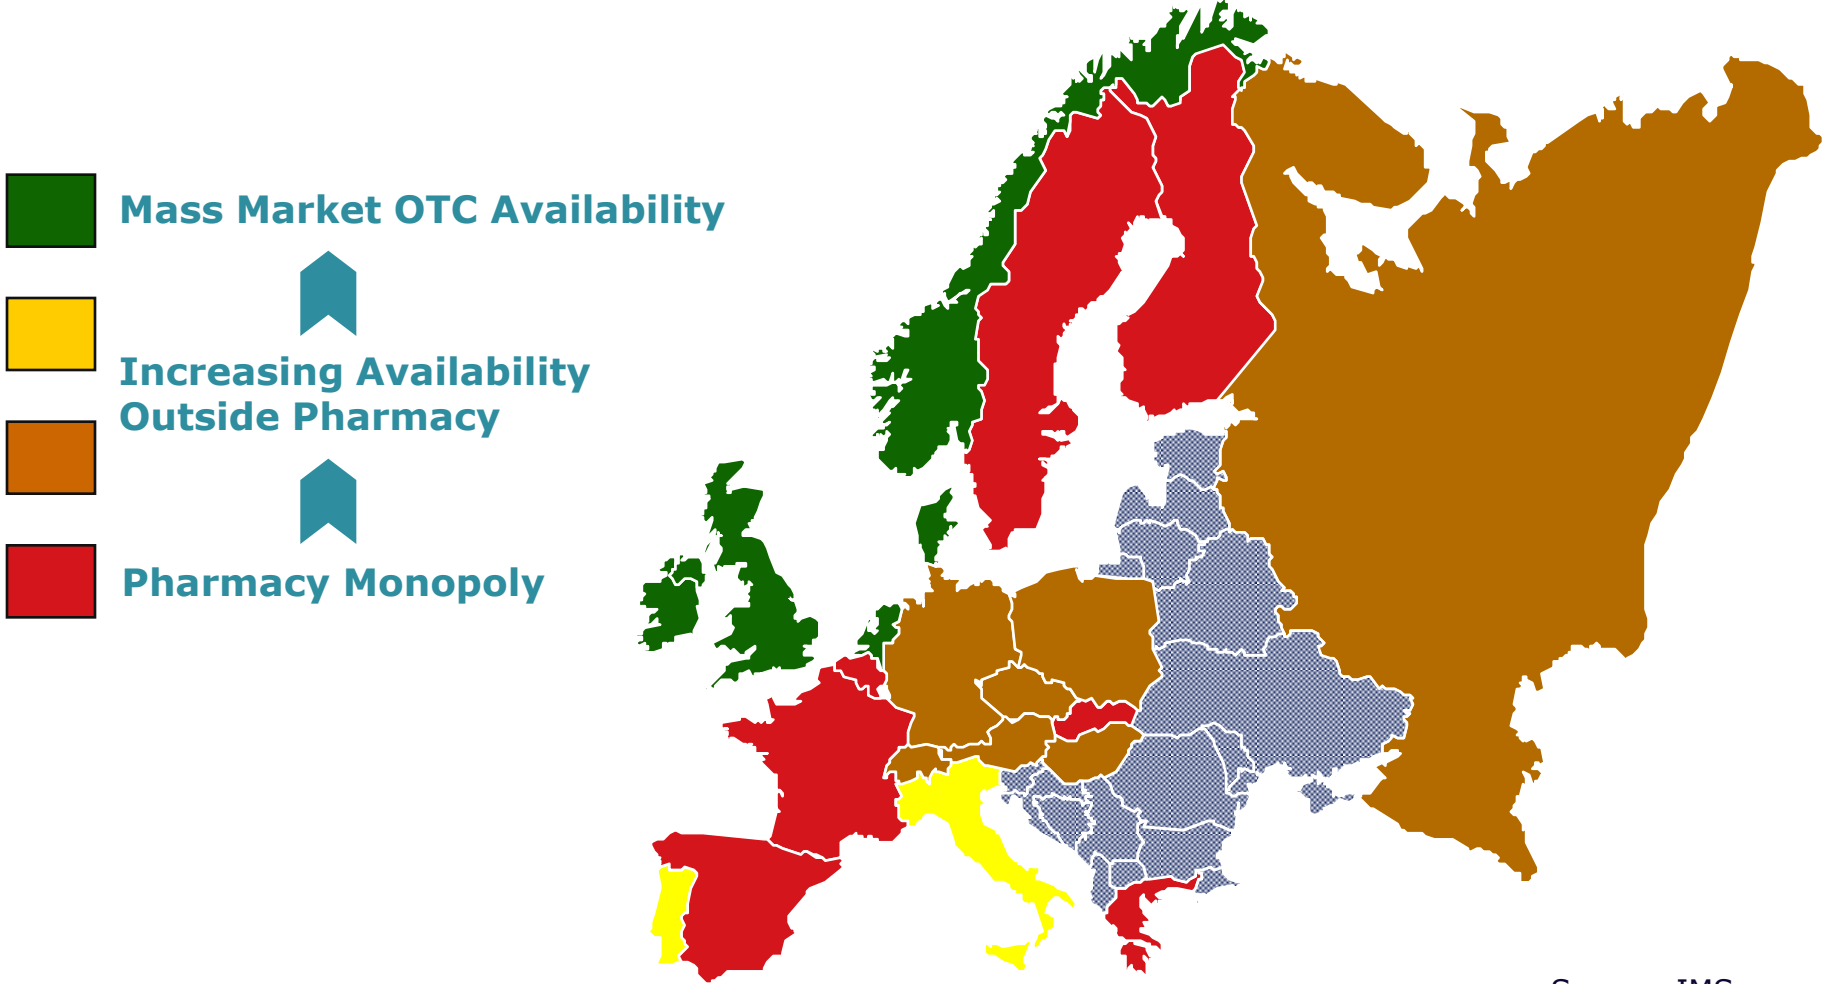 Mass Market OTC Availability
Increasing Availability
Outside Pharmacy
Pharmacy Monopoly